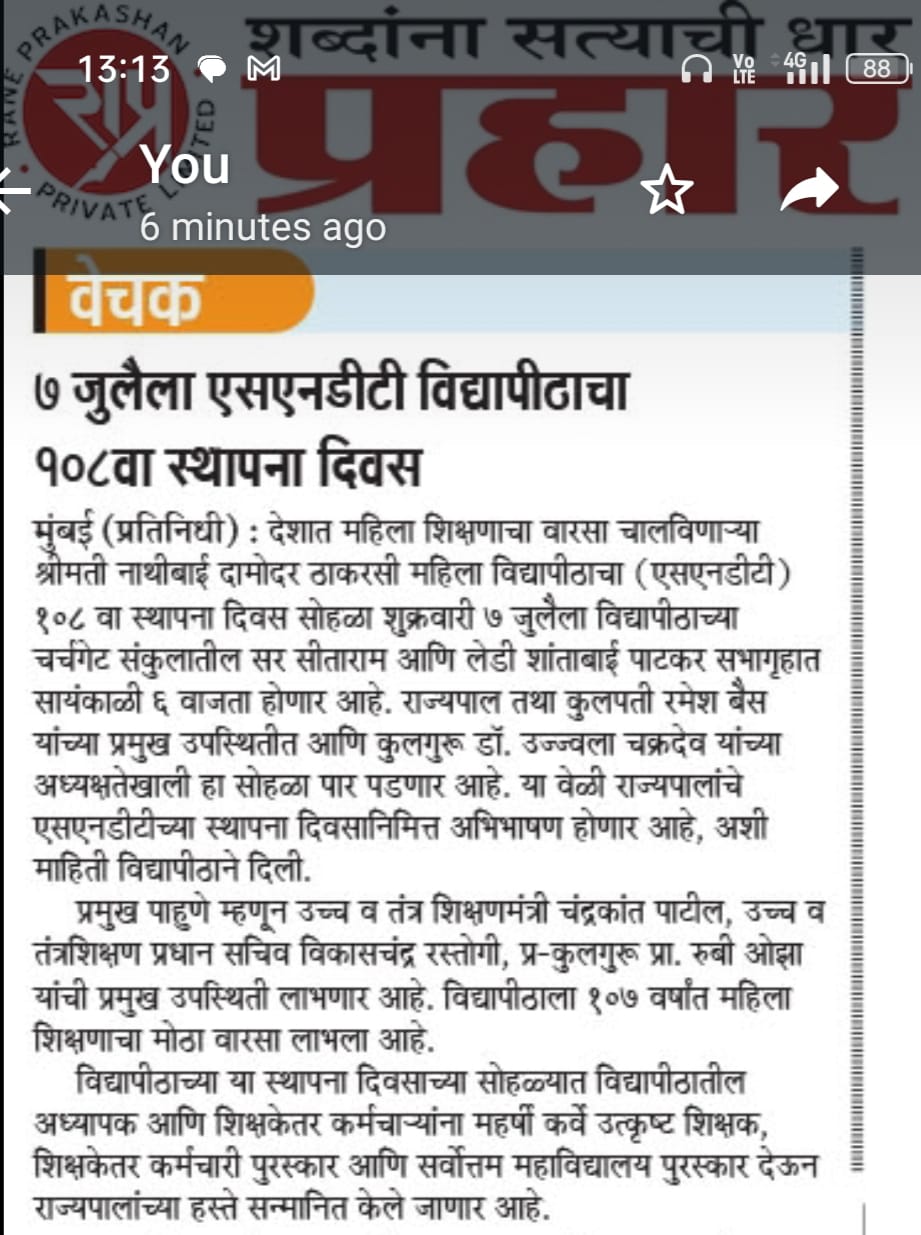 RANE PRAKASHAN PRIVATE LIMITED
राप्र
शब्दांना सत्याची धार
प्रहार
13:13
Vo LTE
4G
88
You
6 minutes ago
वेचक
७ जुलैला एसएनडीटी विद्यापीठाचा
१०८वा स्थापना दिवस
मुंबई (प्रतिनिधी) : देशात महिला शिक्षणाचा वारसा चालविणाऱ्या
श्रीमती नाथीबाई दामोदर ठाकरसी महिला विद्यापीठाचा (एसएनडीटी)
१०८ वा स्थापना दिवस सोहळा शुक्रवारी ७ जुलैला विद्यापीठाच्या
चर्चगेट संकुलातील सर सीताराम आणि लेडी शांताबाई पाटकर सभागृहात
सायंकाळी ६ वाजता होणार आहे. राज्यपाल तथा कुलपती रमेश बैस
यांच्या प्रमुख उपस्थितीत आणि कुलगुरू डॉ. उज्ज्वला चक्रदेव यांच्या
अध्यक्षतेखाली हा सोहळा पार पडणार आहे. या वेळी राज्यपालांचे
एसएनडीटीच्या स्थापना दिवसानिमित्त अभिभाषण होणार आहे, अशी
माहिती विद्यापीठाने दिली.
प्रमुख पाहुणे म्हणून उच्च व तंत्र शिक्षणमंत्री चंद्रकांत पाटील, उच्च व
तंत्रशिक्षण प्रधान सचिव विकासचंद्र रस्तोगी, प्र-कुलगुरू प्रा. रुबी ओझा
यांची प्रमुख उपस्थिती लाभणार आहे. विद्यापीठाला १०७ वर्षांत महिला
शिक्षणाचा मोठा वारसा लाभला आहे.
विद्यापीठाच्या या स्थापना दिवसाच्या सोहळ्यात विद्यापीठातील
अध्यापक आणि शिक्षकेतर कर्मचाऱ्यांना महर्षी कर्वे उत्कृष्ट शिक्षक,
शिक्षकेतर कर्मचारी पुरस्कार आणि सर्वोत्तम महाविद्यालय पुरस्कार देऊन
राज्यपालांच्या हस्ते सन्मानित केले जाणार आहे.